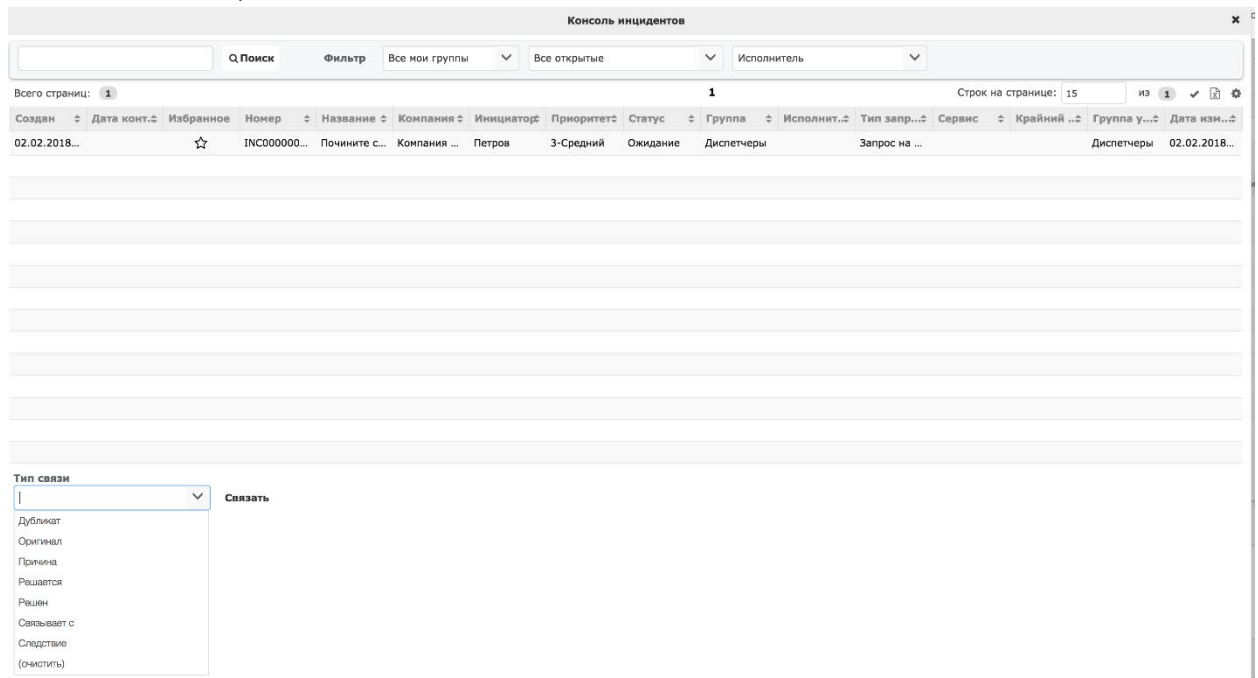 Консоль инцидентов
Поиск Фильтр Все мои группы Все открытые Исполнитель
Всего страниц: 1 1 Строк на странице: 15 из 1
Создан Дата конт.. Избранное Номер Название Компания Инициатор Приоритет Статус Группа Исполнит.. Тип запр... Сервис Крайний .. Группа у... Дата изм...
02.02.2018... INC000000... Почините с... Компания ... Петров 3-Средний Ожидание Диспетчеры Запрос на ... Диспетчеры 02.02.2018...
Тип связи
Связать
Дубликат
Оригинал
Причина
Решается
Решен
Связывает с
Следствие
(очистить)